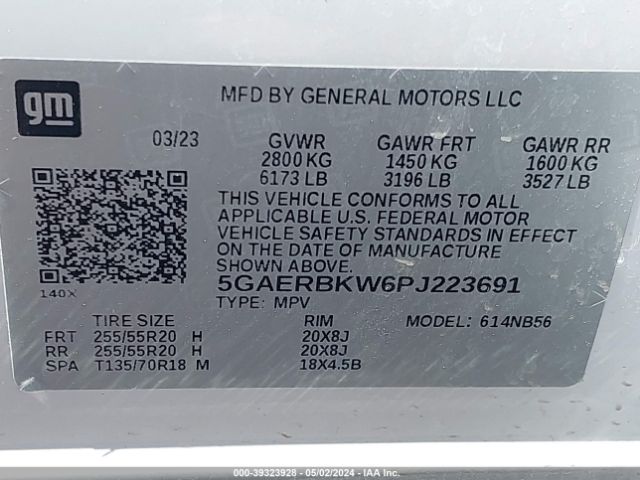 gm
MFD BY GENERAL MOTORS LLC
03/23 GVWR GAWR FRT GAWR RR
2800 KG 1450 KG 1600 KG
6173 LB 3196 LB 3527 LB
THIS VEHICLE CONFORMS TO ALL
APPLICABLE U.S. FEDERAL MOTOR
VEHICLE SAFETY STANDARDS IN EFFECT
ON THE DATE OF MANUFACTURE
SHOWN ABOVE.
140X 5GAERBKW6PJ223691
TYPE: MPV
TIRE SIZE RIM MODEL: 614NB56
FRT 255/55R20 H 20X8J
RR 255/55R20 H 20X8J
SPA T135/70R18 M 18X4.5B
000-39323928 - 05/02/2024 - IAA Inc.